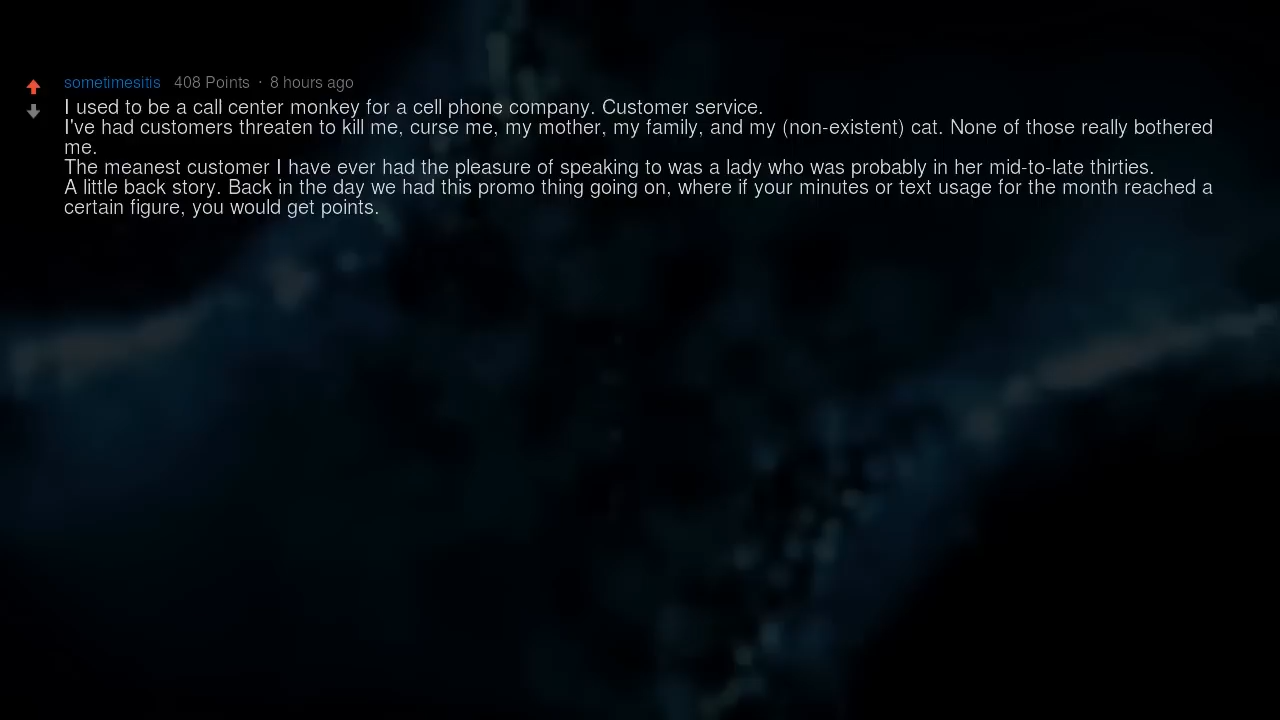 sometimesitis 408 Points · 8 hours ago
I used to be a call center monkey for a cell phone company. Customer service.
I've had customers threaten to kill me, curse me, my mother, my family, and my (non-existent) cat. None of those really bothered
me.
The meanest customer I have ever had the pleasure of speaking to was a lady who was probably in her mid-to-late thirties.
A little back story. Back in the day we had this promo thing going on, where if your minutes or text usage for the month reached a
certain figure, you would get points.